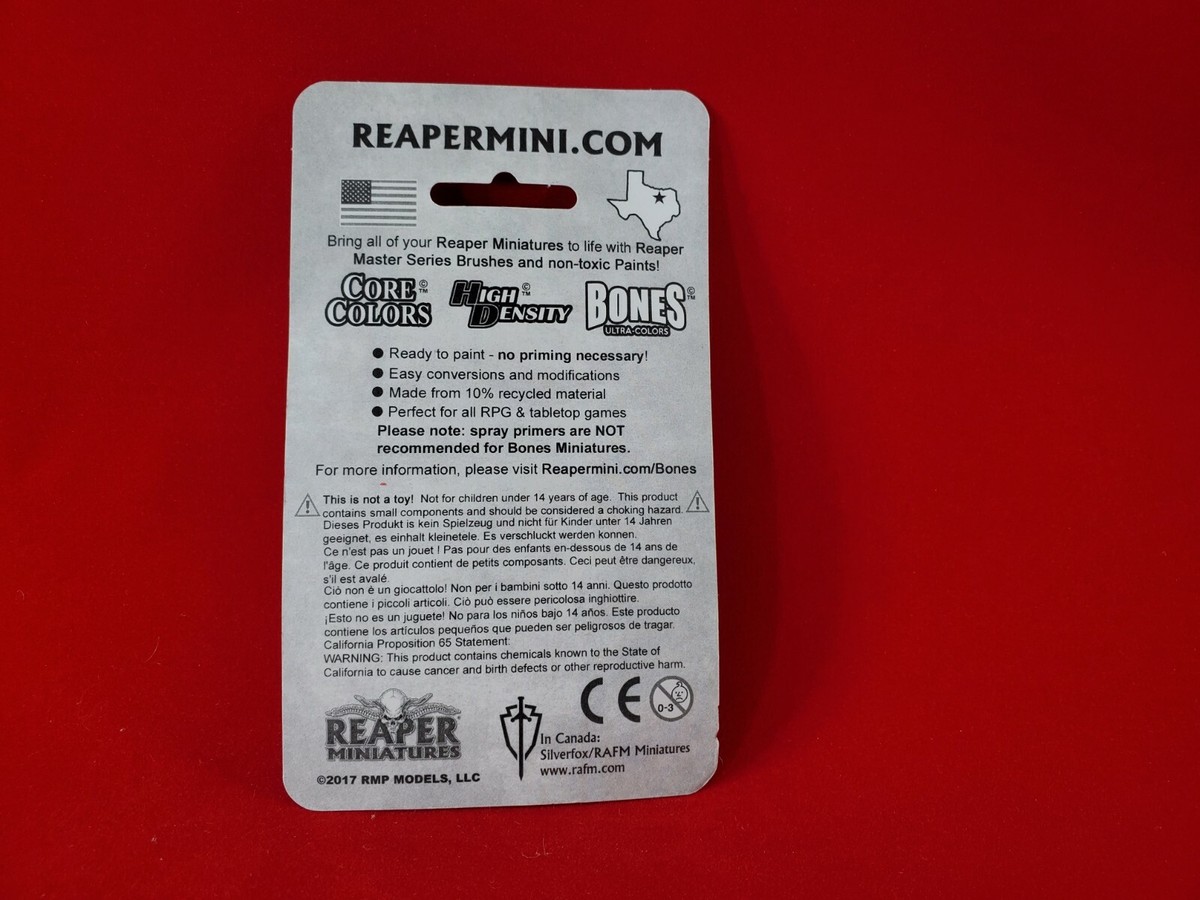 REAPERMINI.COM
Bring all of your Reaper Miniatures to life with Reaper
Master Series Brushes and non-toxic Paints!
CORE COLORS ©™
HIGH DENSITY ©™
BONES ©™
ULTRA-COLORS
● Ready to paint - no priming necessary!
● Easy conversions and modifications
● Made from 10% recycled material
● Perfect for all RPG & tabletop games
Please note: spray primers are NOT
recommended for Bones Miniatures.
For more information, please visit Reapermini.com/Bones
This is not a toy! Not for children under 14 years of age. This product
contains small components and should be considered a choking hazard.
Dieses Produkt is kein Spielzeug und nicht für Kinder unter 14 Jahren
geeignet, es einhalt kleinetele. Es verschluckt werden konnen.
Ce n'est pas un jouet ! Pas pour des enfants en-dessous de 14 ans de
l'âge. Ce produit contient de petits composants. Ceci peut être dangereux,
s'il est avalé.
Ciò non è un giocattolo! Non per i bambini sotto 14 anni. Questo prodotto
contiene i piccoli articoli. Ciò può essere pericolosa inghiottire.
¡Esto no es un juguete! No para los niños bajo 14 años. Este producto
contiene los artículos pequeños que pueden ser peligrosos de tragar.
California Proposition 65 Statement:
WARNING: This product contains chemicals known to the State of
California to cause cancer and birth defects or other reproductive harm.
CE
0-3
REAPER
MINIATURES
In Canada:
Silverfox/RAFM Miniatures
www.rafm.com
©2017 RMP MODELS, LLC